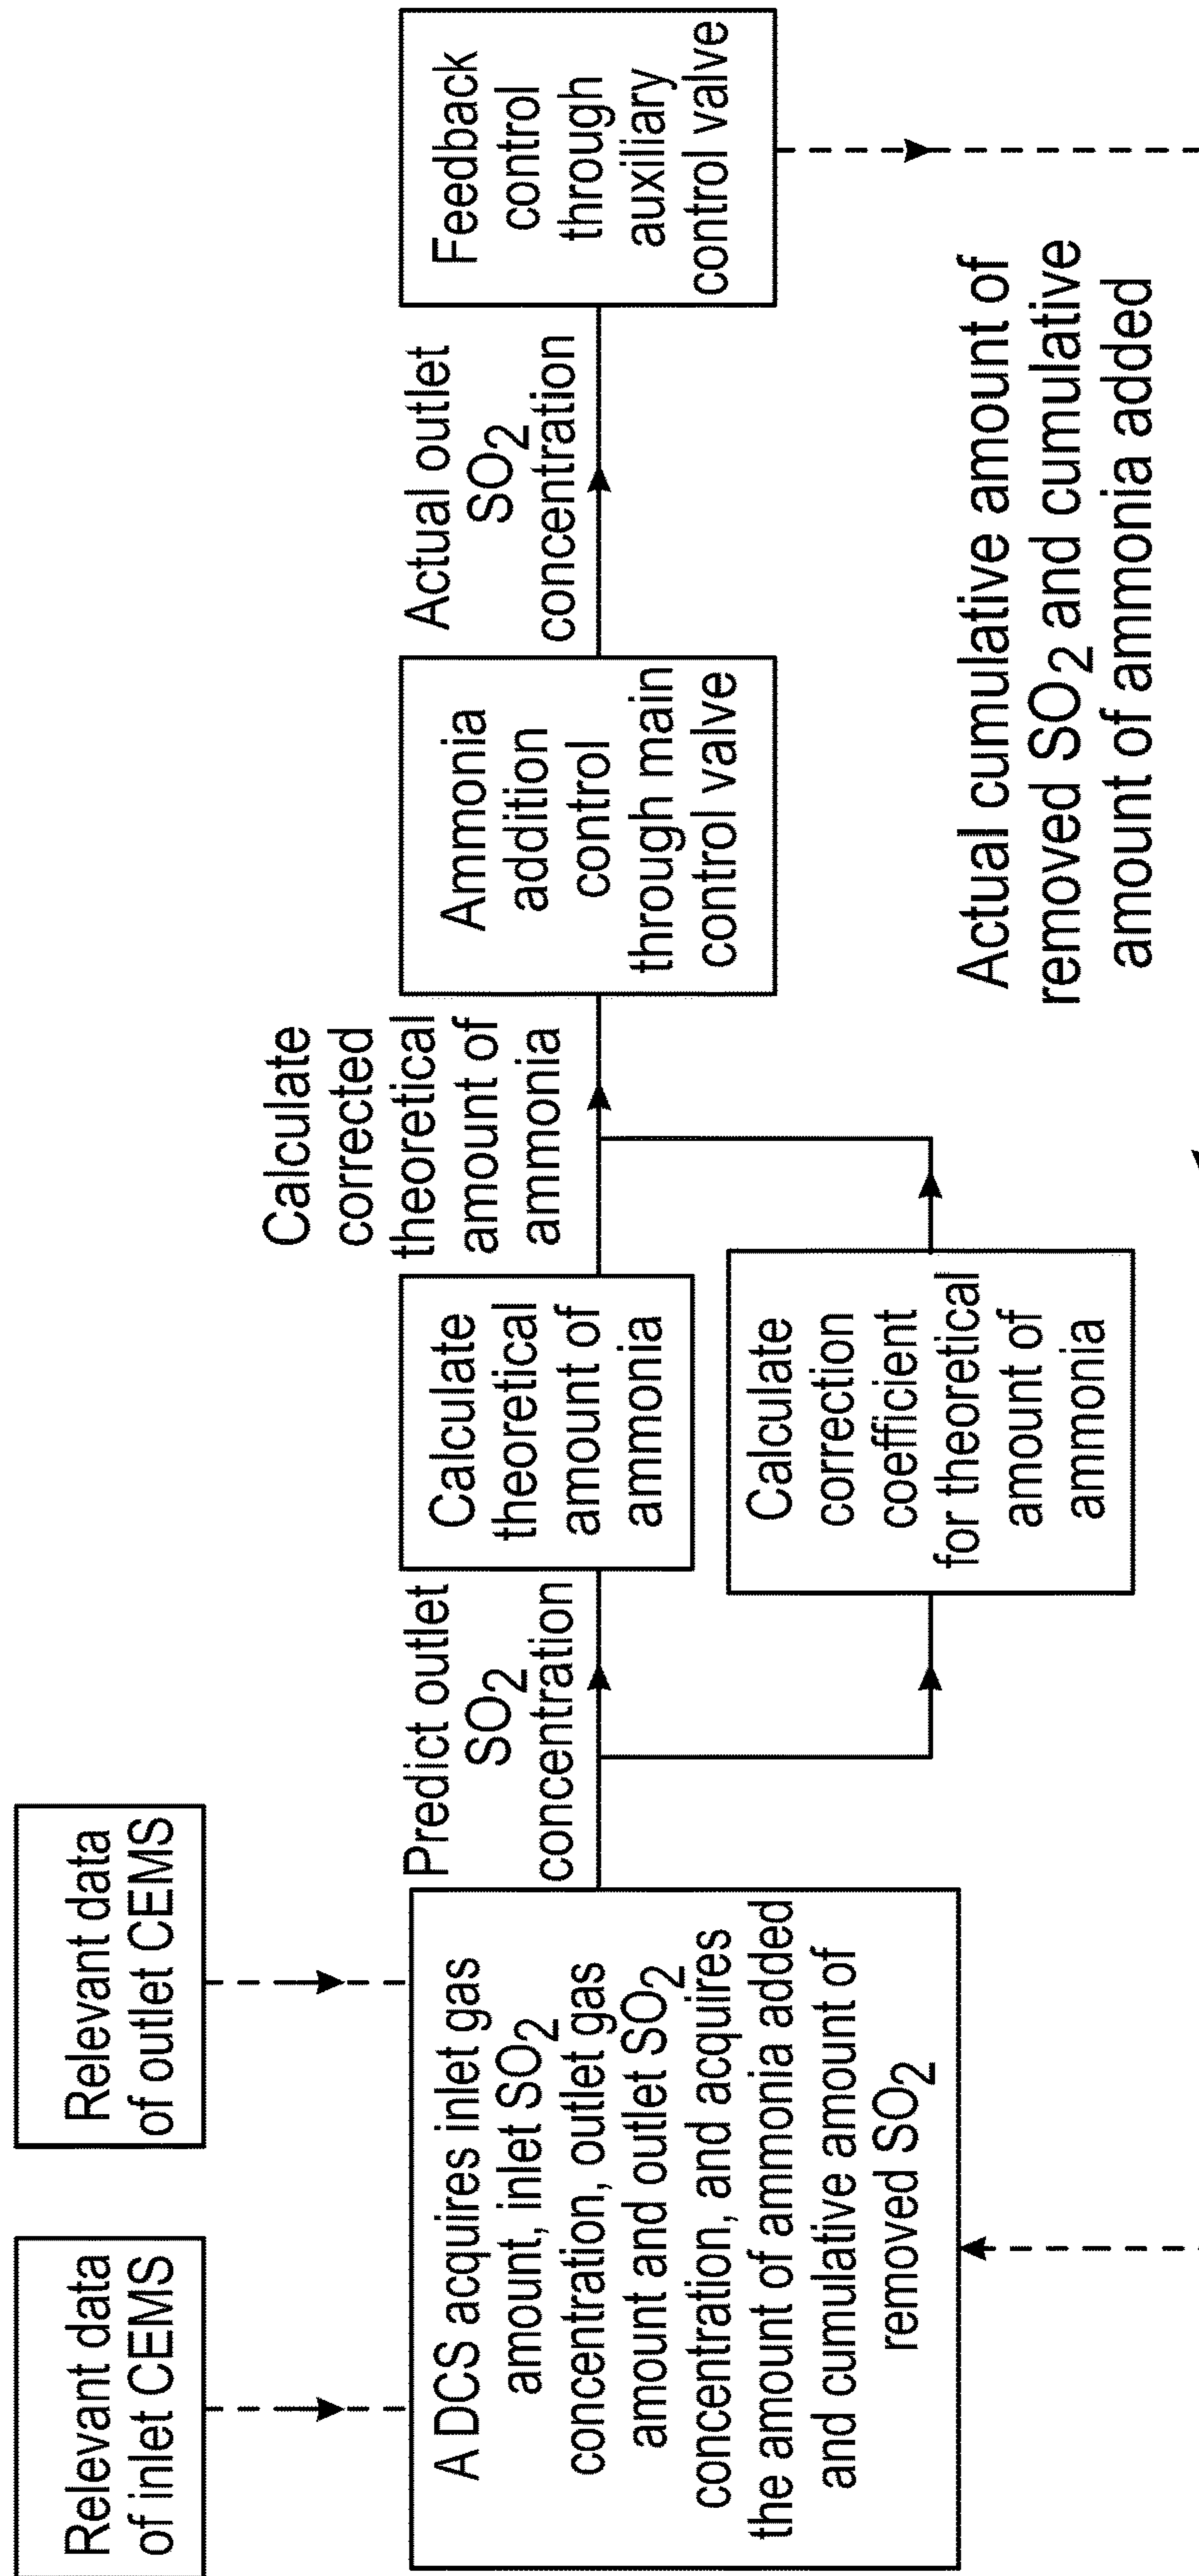 Relevant data
of inlet CEMS
Relevant data
of outlet CEMS
A DCS acquires inlet gas
amount, inlet SO2
concentration, outlet gas
amount and outlet SO2
concentration, and acquires
the amount of ammonia added
and cumulative amount of
removed SO2
Predict outlet
SO2
concentration
Calculate
theoretical
amount of
ammonia
Calculate
correction
coefficient
for theoretical
amount of
ammonia
Calculate
corrected
theoretical
amount of
ammonia
Ammonia
addition
control
through main
control valve
Actual outlet
SO2
concentration
Feedback
control
through
auxiliary
control valve
Actual cumulative amount of
removed SO2 and cumulative
amount of ammonia added